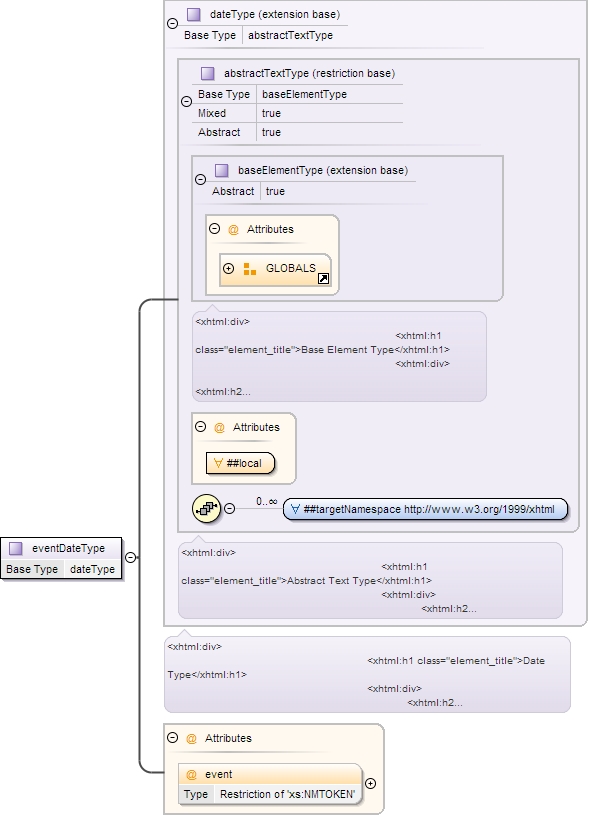 dateType (extension base)
Base Type abstractTextType
abstractTextType (restriction base)
Base Type baseElementType
Mixed true
Abstract true
baseElementType (extension base)
Abstract true
@ Attributes
GLOBALS
<xhtml:div>
<xhtml:h1
class="element_title">Base Element Type</xhtml:h1>
<xhtml:div>
<xhtml:h2...
@ Attributes
∀ ##local
0..∞
∀ ##targetNamespace http://www.w3.org/1999/xhtml
eventDateType
Base Type dateType
<xhtml:div>
<xhtml:h1
class="element_title">Abstract Text Type</xhtml:h1>
<xhtml:div>
<xhtml:h2...
<xhtml:div>
<xhtml:h1 class="element_title">Date
Type</xhtml:h1>
<xhtml:div>
<xhtml:h2...
@ Attributes
@ event
Type Restriction of 'xs:NMTOKEN'